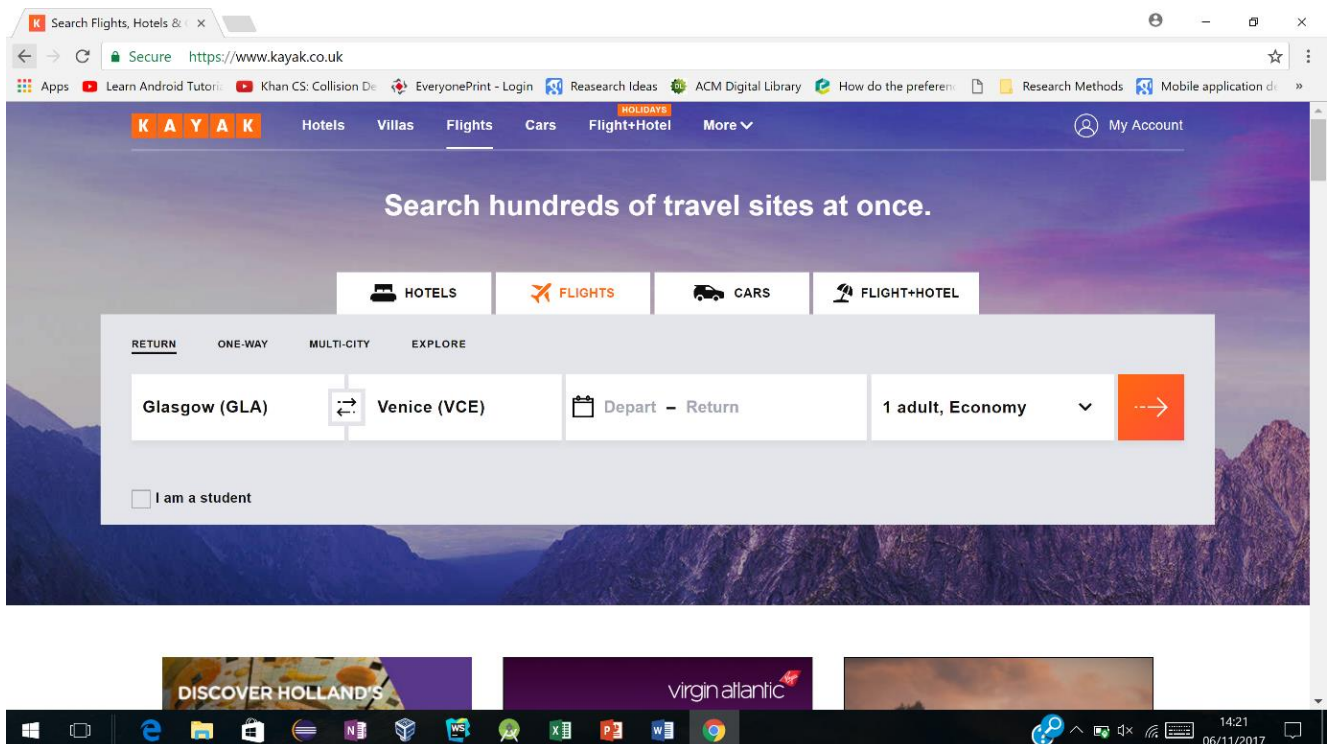 Search Flights, Hotels &
Secure https://www.kayak.co.uk
Apps Learn Android Tutori Khan CS: Collision De EveryonePrint - Login Reasearch Ideas ACM Digital Library How do the preferen Research Methods Mobile application d »
HOLIDAYS
KAYAK Hotels Villas Flights Cars Flight+Hotel More My Account
Search hundreds of travel sites at once.
HOTELS FLIGHTS CARS FLIGHT+HOTEL
RETURN ONE-WAY MULTI-CITY EXPLORE
Glasgow (GLA) Venice (VCE) Depart – Return 1 adult, Economy
I am a student
DISCOVER HOLLAND'S virgin atlantic
14:21
06/11/2017